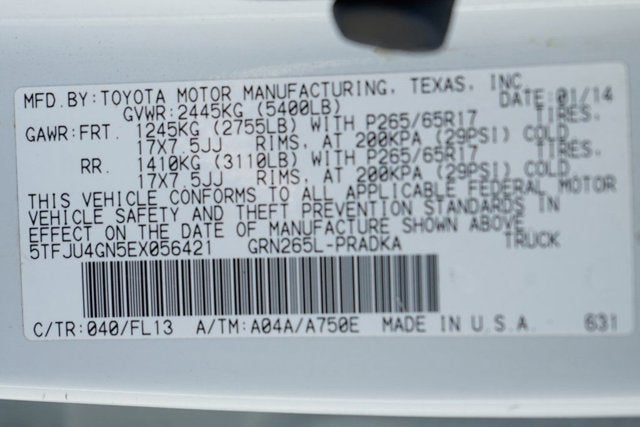 MFD.BY:TOYOTA MOTOR MANUFACTURING, TEXAS, INC.
GVWR:2445KG (5400LB) DATE:01/14
GAWR:FRT. 1245KG (2755LB) WITH P265/65R17 TIRES,
17X7.5JJ RIMS, AT 200KPA (29PSI) COLD
RR. 1410KG (3110LB) WITH P265/65R17 TIRES,
17X7.5JJ RIMS, AT 200KPA (29PSI) COLD
THIS VEHICLE CONFORMS TO ALL APPLICABLE FEDERAL MOTOR
VEHICLE SAFETY AND THEFT PREVENTION STANDARDS IN
EFFECT ON THE DATE OF MANUFACTURE SHOWN ABOVE.
5TFJU4GN5EX056421 GRN265L-PRADKA TRUCK
C/TR:040/FL13 A/TM:A04A/A750E MADE IN U.S.A. 631